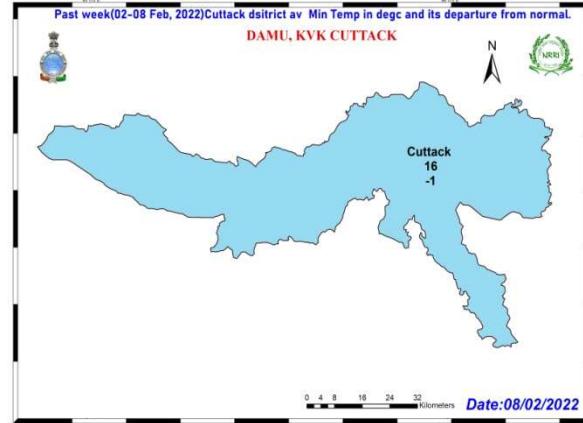 Past week(02-08 Feb, 2022)Cuttack dsitrict av Min Temp in degc and its departure from normal.
DAMU, KVK CUTTACK
N
NRRI
Cuttack
16
-1
0 4 8 16 24 32
Kilometers
Date:08/02/2022